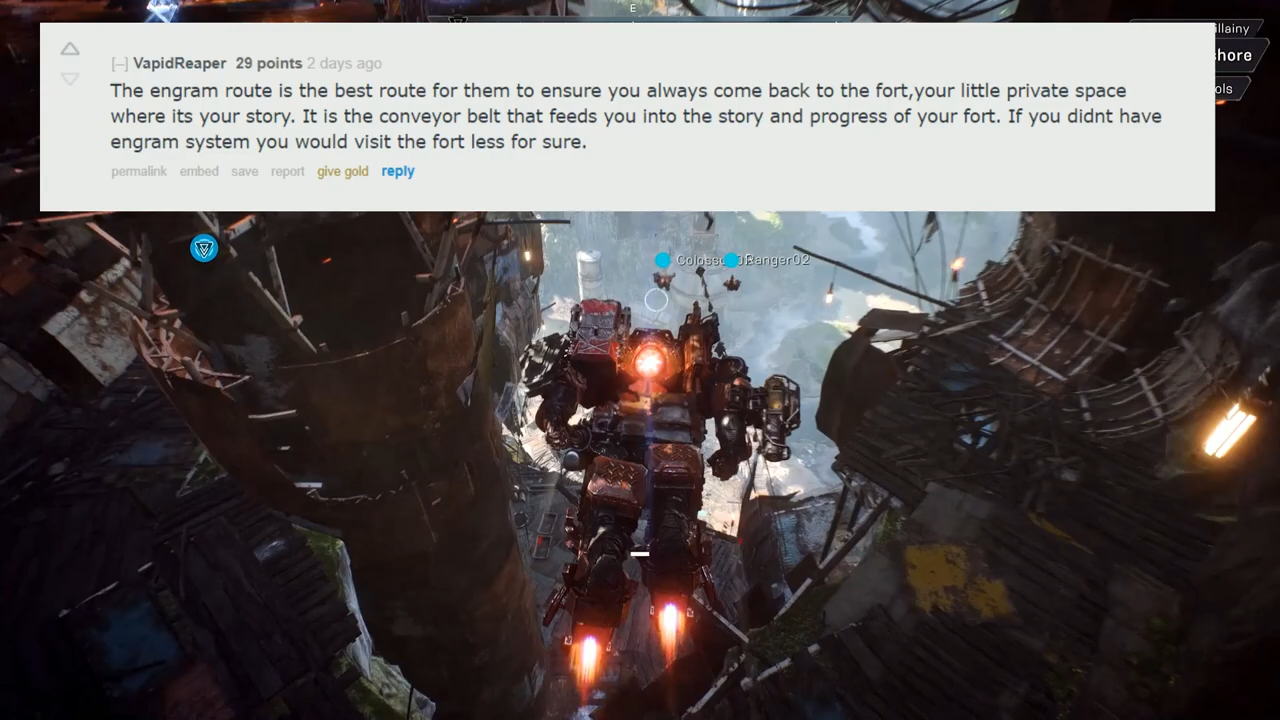 E
illainy
[–] VapidReaper 29 points 2 days ago
shore
The engram route is the best route for them to ensure you always come back to the fort,your little private space
ols
where its your story. It is the conveyor belt that feeds you into the story and progress of your fort. If you didnt have
engram system you would visit the fort less for sure.
permalink embed save report give gold reply
Ranger02